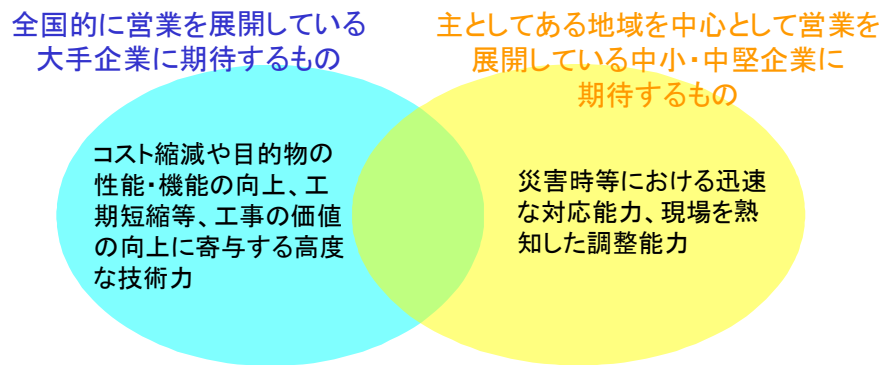 全国的に営業を展開している
大手企業に期待するもの
主としてある地域を中心として営業を
展開している中小・中堅企業に
期待するもの
コスト縮減や目的物の
性能・機能の向上、工
期短縮等、工事の価値
の向上に寄与する高度
な技術力
災害時等における迅速
な対応能力、現場を熟
知した調整能力